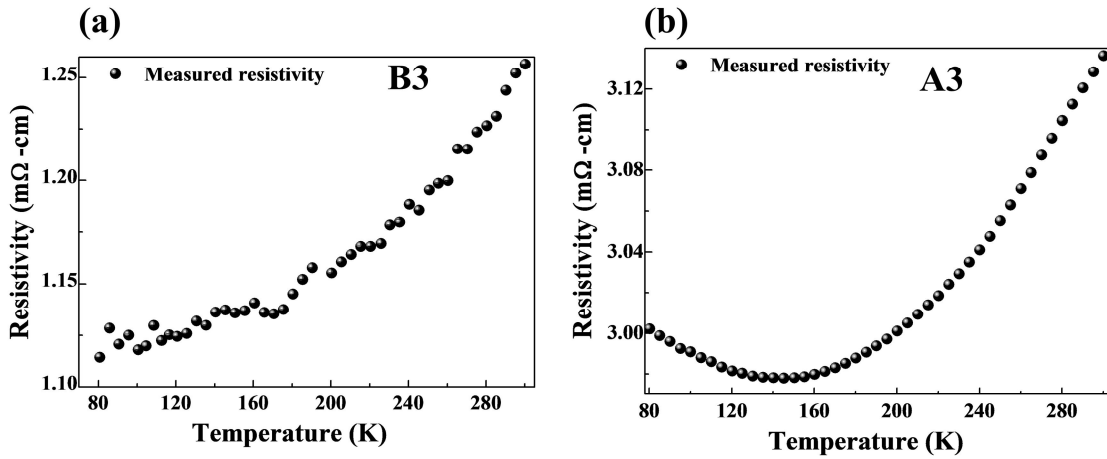 (a)
Measured resistivity
B3
Resistivity (mΩ -cm)
1.25
1.20
1.15
1.10
80 120 160 200 240 280
Temperature (K)
(b)
Measured resistivity
A3
Resistivity (mΩ -cm)
3.12
3.08
3.04
3.00
80 120 160 200 240 280
Temperature (K)